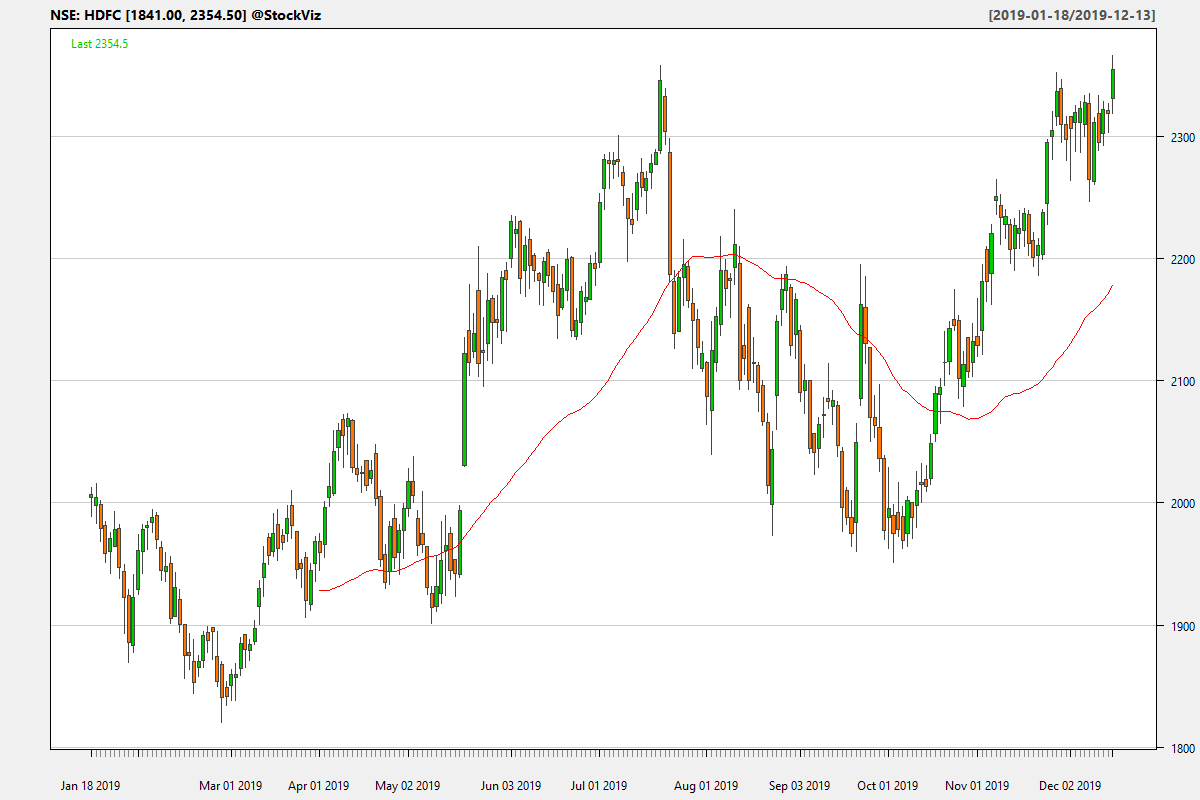 NSE: HDFC [1841.00, 2354.50] @StockViz
[2019-01-18/2019-12-13]
Last 2354.5
2300
2200
2100
2000
1900
1800
Jan 18 2019 Mar 01 2019 Apr 01 2019 May 02 2019 Jun 03 2019 Jul 01 2019 Aug 01 2019 Sep 03 2019 Oct 01 2019 Nov 01 2019 Dec 02 2019